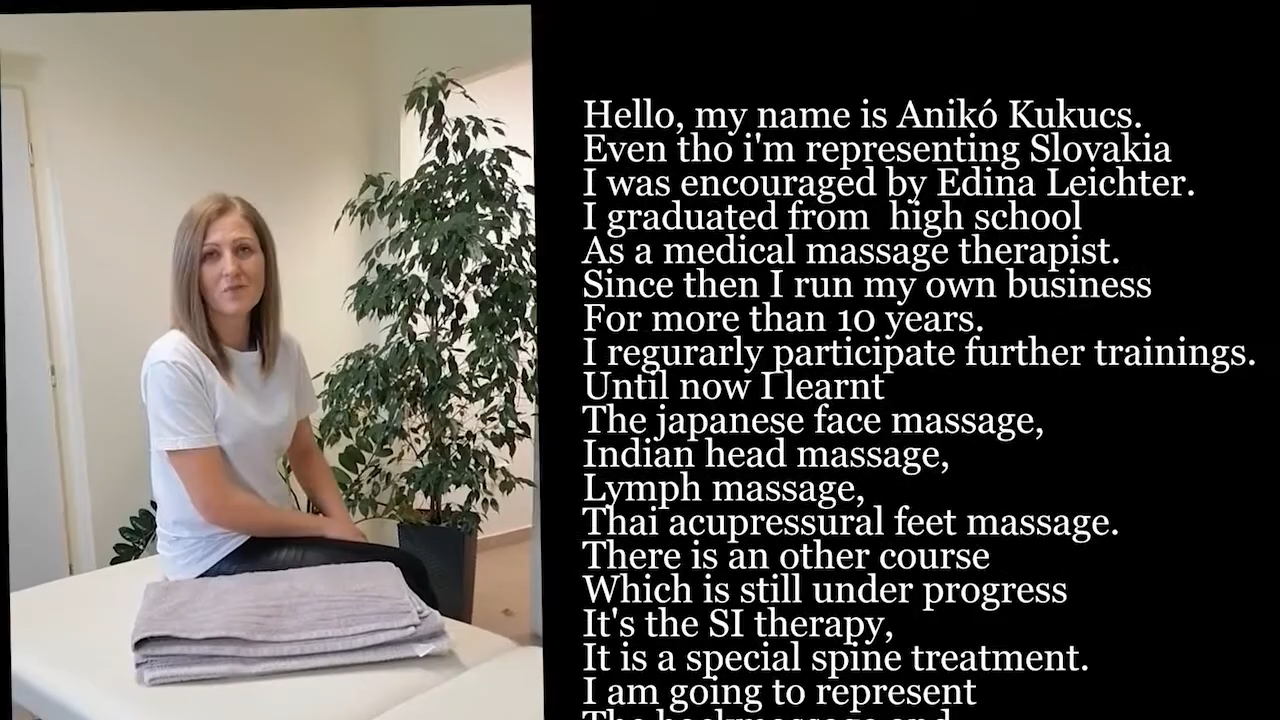 Hello, my name is Anikó Kukucs.
Even tho i'm representing Slovakia
I was encouraged by Edina Leichter.
I graduated from  high school
As a medical massage therapist.
Since then I run my own business
For more than 10 years.
I regurarly participate further trainings.
Until now I learnt
The japanese face massage,
Indian head massage,
Lymph massage,
Thai acupressural feet massage.
There is an other course
Which is still under progress
It's the SI therapy,
It is a special spine treatment.
I am going to represent
The backmassage and